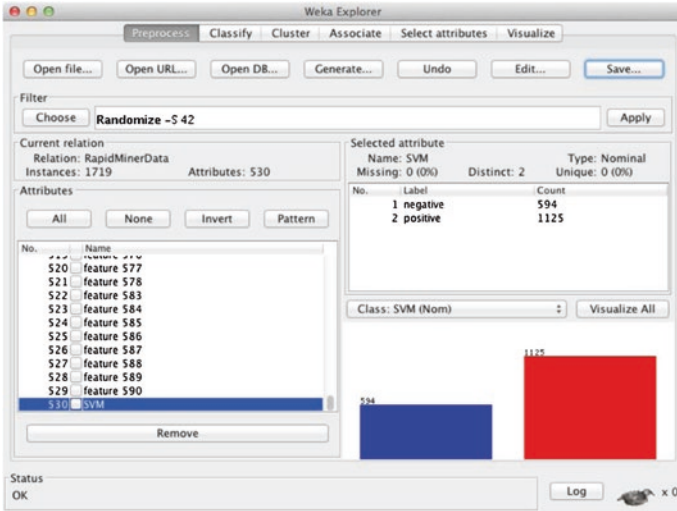 Weka Explorer
Preprocess Classify Cluster Associate Select attributes Visualize
Open file... Open URL... Open DB... Generate... Undo Edit... Save...
Filter
Choose Randomize -S 42 Apply
Current relation
Relation: RapidMinerData
Instances: 1719 Attributes: 530
Selected attribute
Name: SVM Type: Nominal
Missing: 0 (0%) Distinct: 2 Unique: 0 (0%)
No. Label Count
1 negative 594
2 positive 1125
Attributes
All None Invert Pattern
No. Name
520 feature 577
521 feature 578
522 feature 583
523 feature 584
524 feature 585
525 feature 586
526 feature 587
527 feature 588
528 feature 589
529 feature 590
530 SVM
Remove
Class: SVM (Nom) Visualize All
594
1125
Status
OK
Log x 0